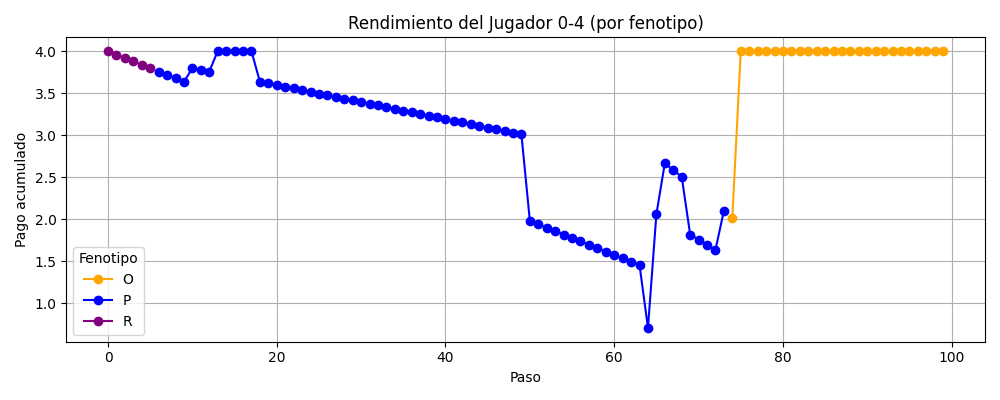 Rendimiento del Jugador 0-4 (por fenotipo)
Pago acumulado
4.0
3.5
3.0
2.5
2.0
1.5
1.0
Fenotipo
O
P
R
0
20
40
60
80
100
Paso